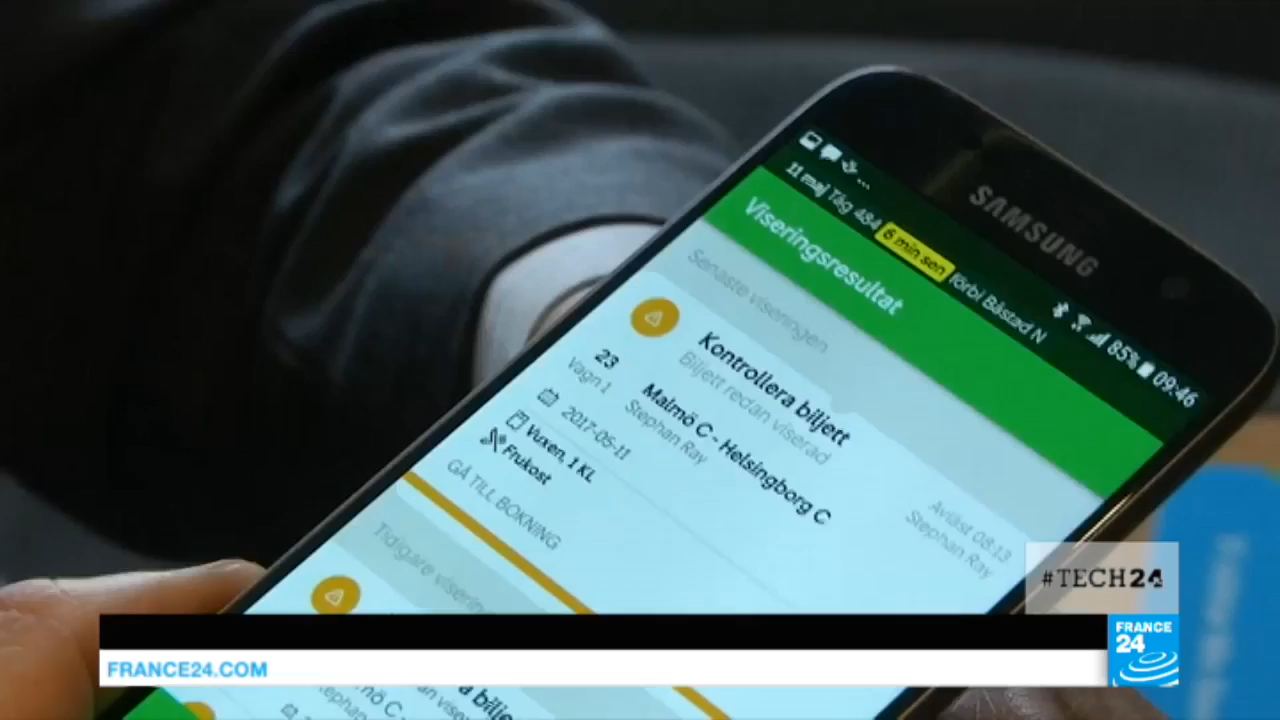 SAMSUNG
11 maj Tåg 484 6 min sen förbi Båstad N
85% 09:46
Viseringsresultat
Senaste viseringen
Kontrollera biljett
Biljett redan viserad
23
Vagn 1
Malmö C - Helsingborg C
Stephan Ray
2017-05-11
Vuxen, 1 KL
Frukost
Avläst 08:13
Stephan Ray
GÅ TILL BOKNING
Tidigare
#TECH24
FRANCE
24
FRANCE24.COM